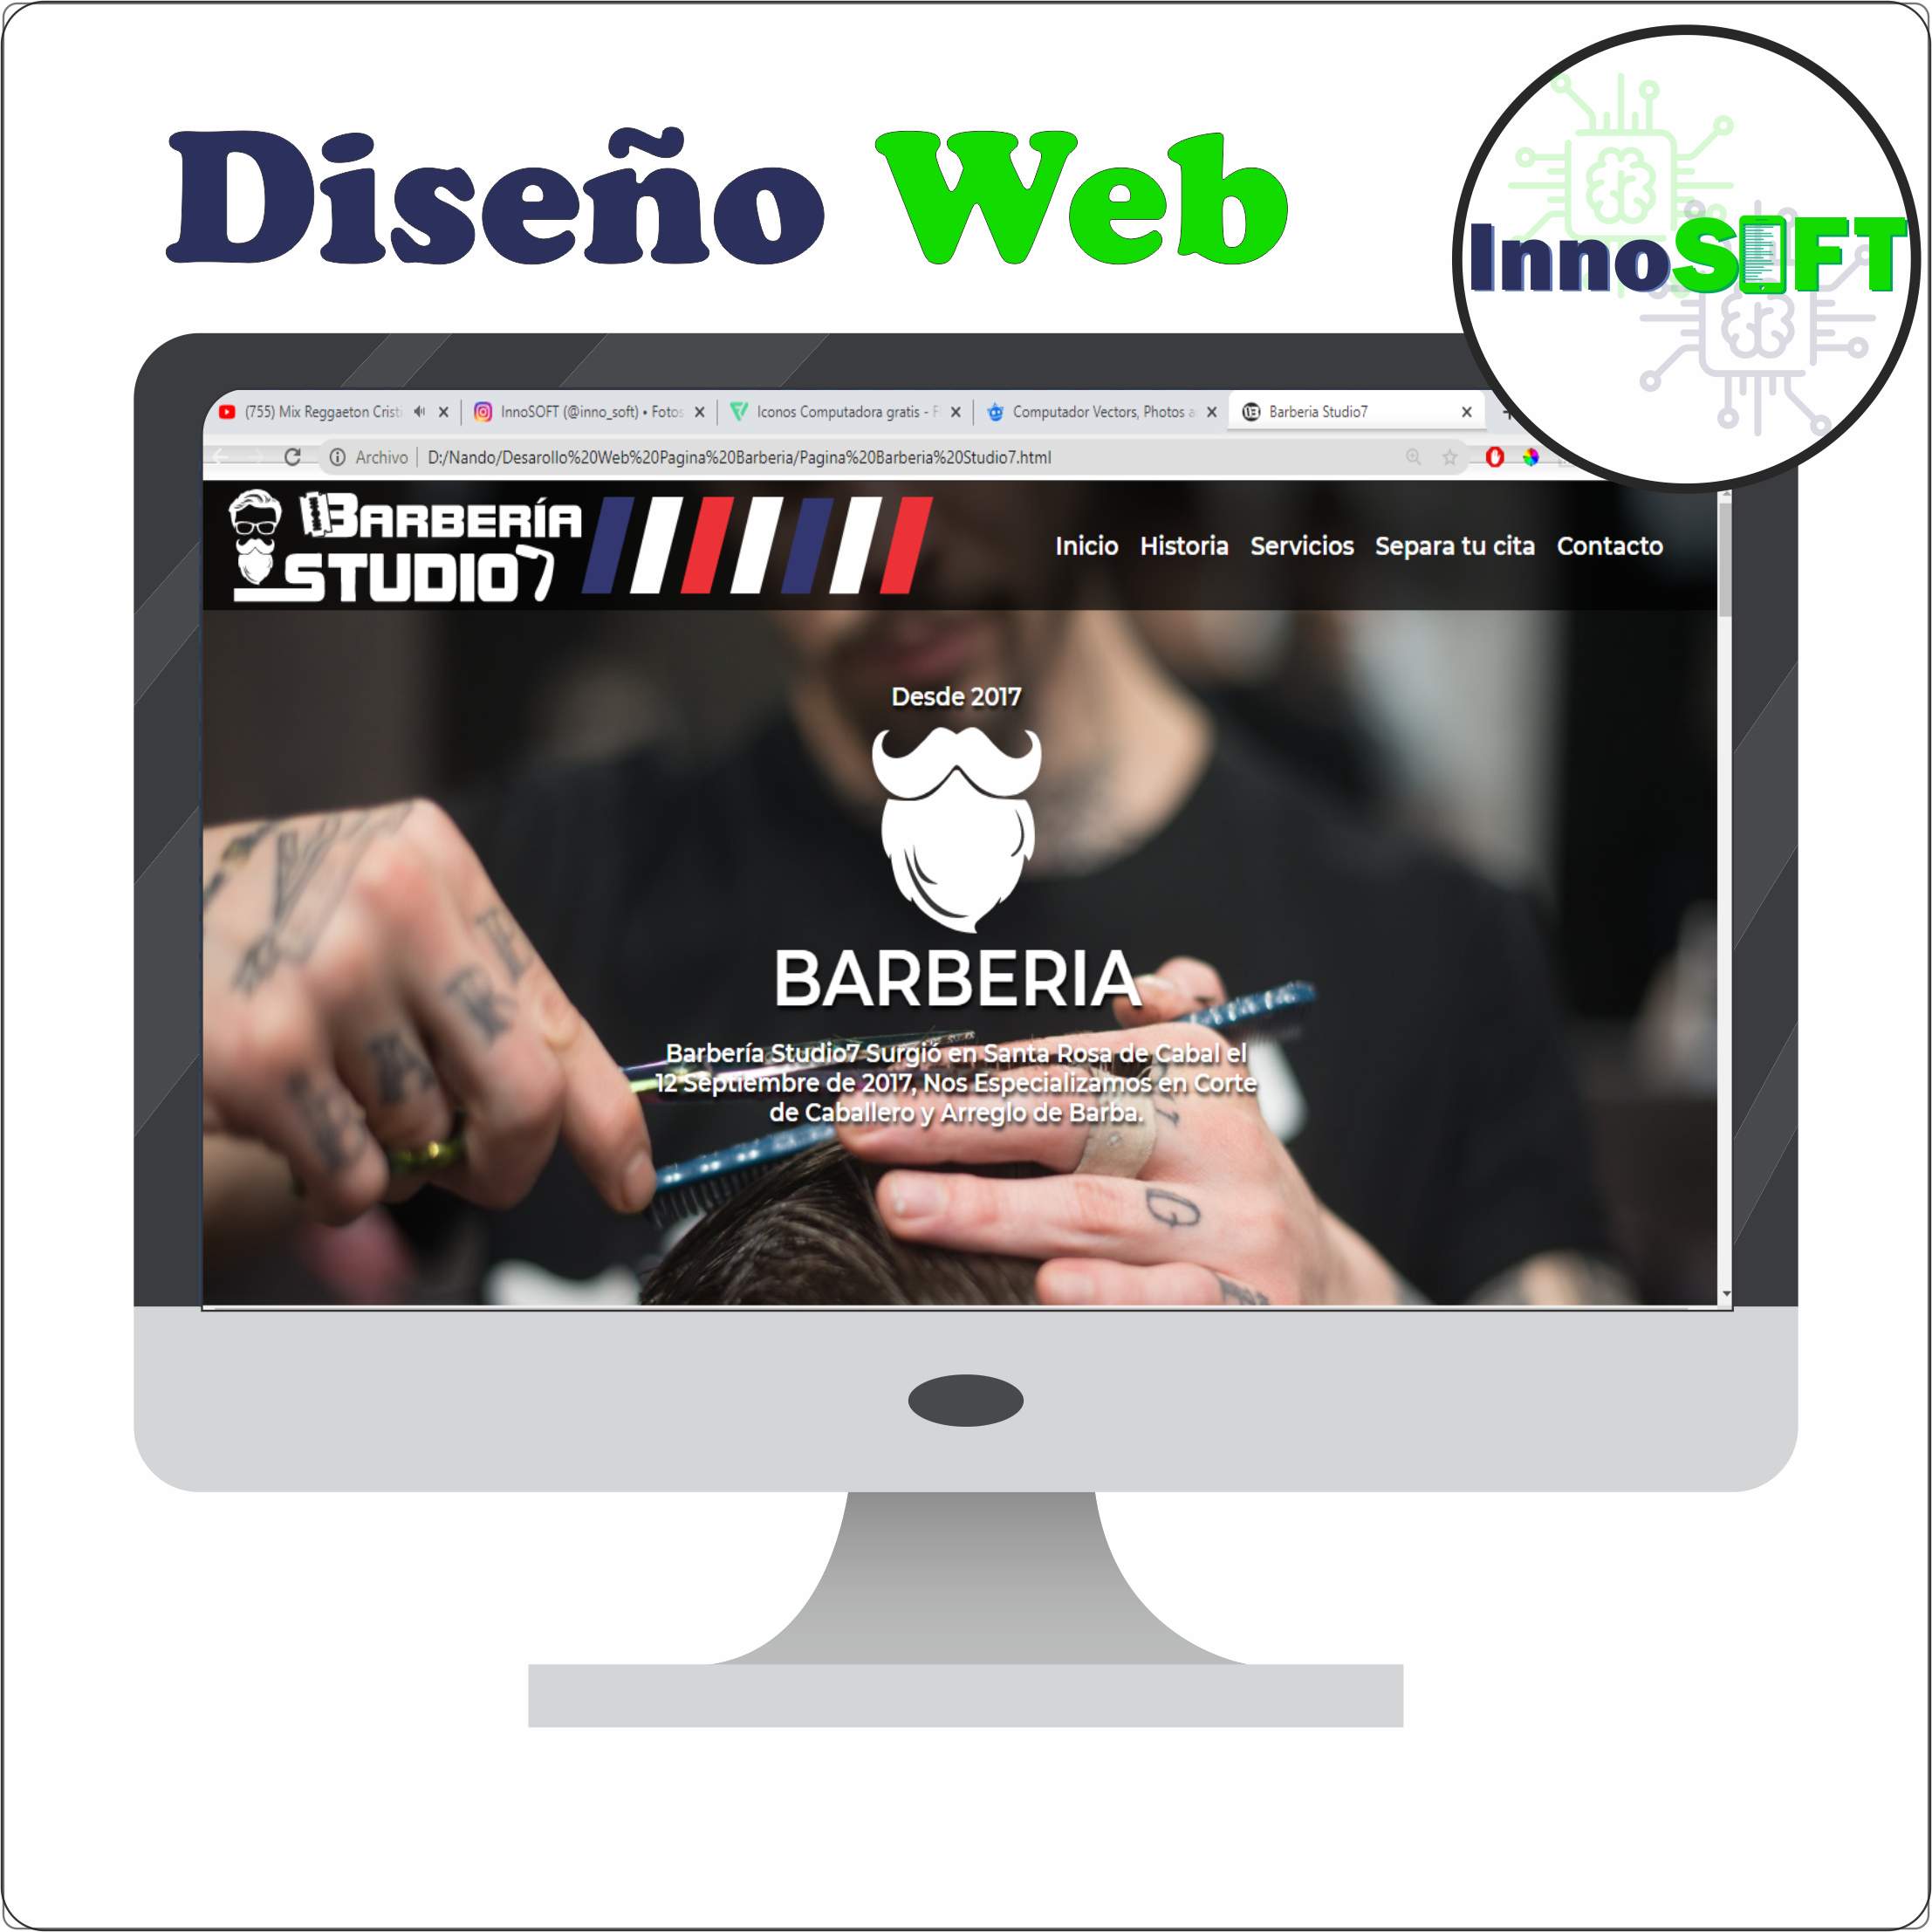 Diseño Web
InnoSOFT
(755) Mix Reggaeton Cristi
InnoSOFT (@inno_soft) • Fotos
Iconos Computadora gratis - F
Computador Vectors, Photos a
Barberia Studio7
Archivo
D:/Nando/Desarollo%20Web%20Pagina%20Barberia/Pagina%20Barberia%20Studio7.html
BARBERÍA
STUDIO7
Inicio Historia Servicios Separa tu cita Contacto
Desde 2017
BARBERIA
Barbería Studio7 Surgió en Santa Rosa de Cabal el
12 Septiembre de 2017, Nos Especializamos en Corte
de Caballero y Arreglo de Barba.
G